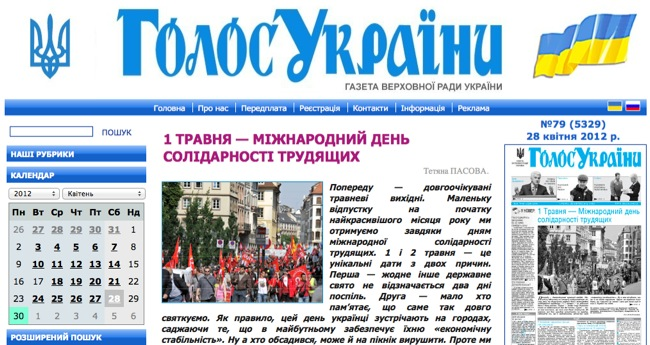 Голос України
ГАЗЕТА ВЕРХОВНОЇ РАДИ УКРАЇНИ
Головна | Про нас | Передплата | Реєстрація | Контакти | Інформація | Реклама
ПОШУК
НАШІ РУБРИКИ
КАЛЕНДАР
2012 Квітень
Пн Вт Ср Чт Пт Сб Нд
26 27 28 29 30 31 1
2 3 4 5 6 7 8
9 10 11 12 13 14 15
16 17 18 19 20 21 22
23 24 25 26 27 28 29
30
РОЗШИРЕНИЙ ПОШУК
1 ТРАВНЯ — МІЖНАРОДНИЙ ДЕНЬ
СОЛІДАРНОСТІ ТРУДЯЩИХ
Тетяна ПАСОВА.
Попереду — довгоочікувані
травневі вихідні. Маленьку
відпустку на початку
найкрасивішого місяця року ми
отримуємо завдяки дням
міжнародної солідарності
трудящих. 1 і 2 травня — це
унікальні дати з двох причин.
Перша — жодне інше державне
свято не відзначається два дні
поспіль. Друга — мало хто
пам’ятає, що саме так довго
святкуємо. Як правило, цей день українці зустрічають на городах,
саджаючи те, що в майбутньому забезпечує їхню «економічну
стабільність». Ну а хто обсадився, може й на пікнік вирушити. Проте ми
№79 (5329)
28 квітня 2012 р.
Голос України
1 Травня — Міжнародний день
солідарності трудящих